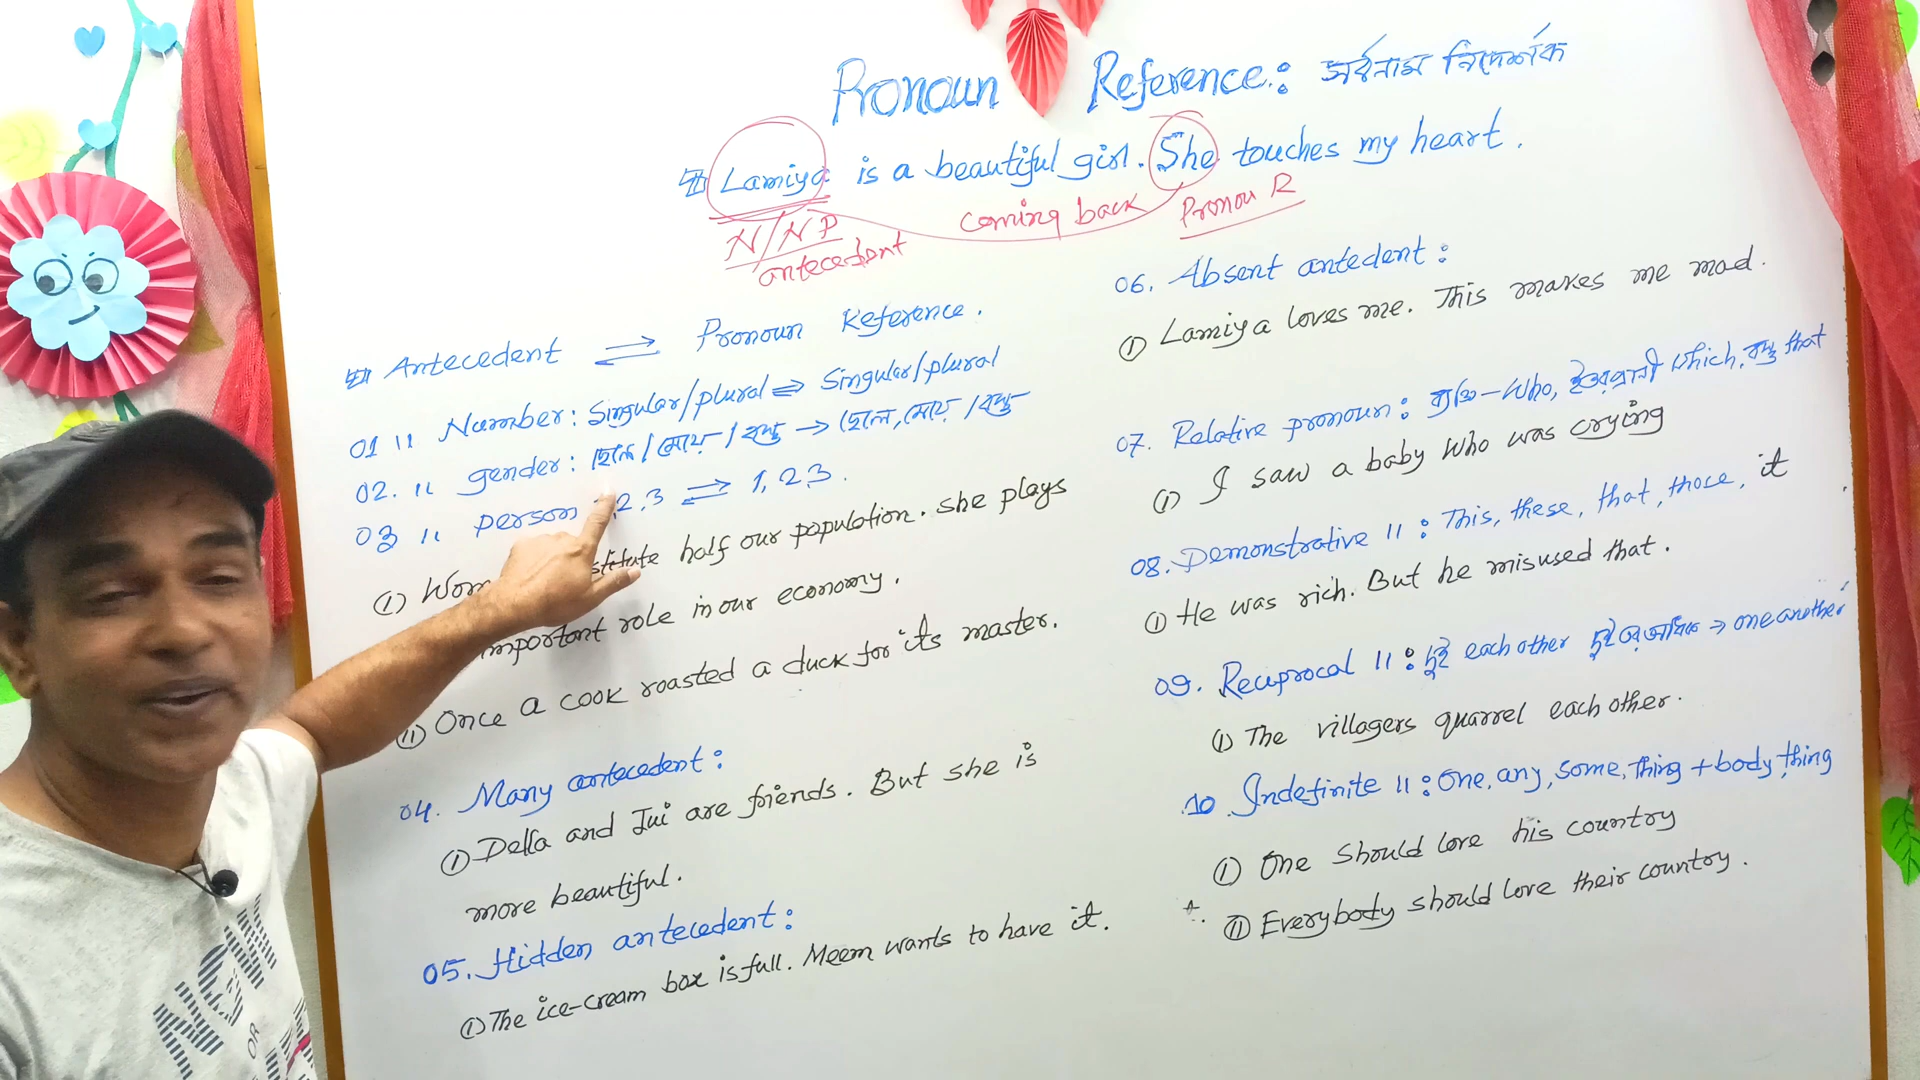 Pronoun Reference: সর্বনাম নির্দেশক
Lamiya is a beautiful girl. She touches my heart.
N/NP coming back Pronou R
antecedent
Antecedent ⇌ Pronoun Reference.
01 " Number: Singular/plural ⇔ Singular/plural
02. " gender: ছেলে/মেয়ে/বস্তু → ছেলে, মেয়ে/বস্তু
03 " person 2,3 ⇌ 1,2,3.
① half our population. She plays
important role in our economy.
⑪ Once a cook roasted a duck for its master.
04. Many antecedent:
① Della and Jui are friends. But she is
more beautiful.
05. Hidden antecedent:
① The ice-cream box is full. Meem wants to have it.
06. Absent antedent:
① Lamiya loves me. This makes me mad.
07. Relative pronoun: ব্যক্তি-who, ইতরপ্রাণী which, বস্তু that
① I saw a baby who was crying
08. Demonstrative ": This, these, that, those, it
① He was rich. But he misused that.
09. Reciprocal ": দুই each other দুই এর অধিক → one another
① The villagers quarrel each other.
10. Indefinite ": One, any, some, thing + body, thing
① One should love his country
⑪ Everybody should love their country.
OR